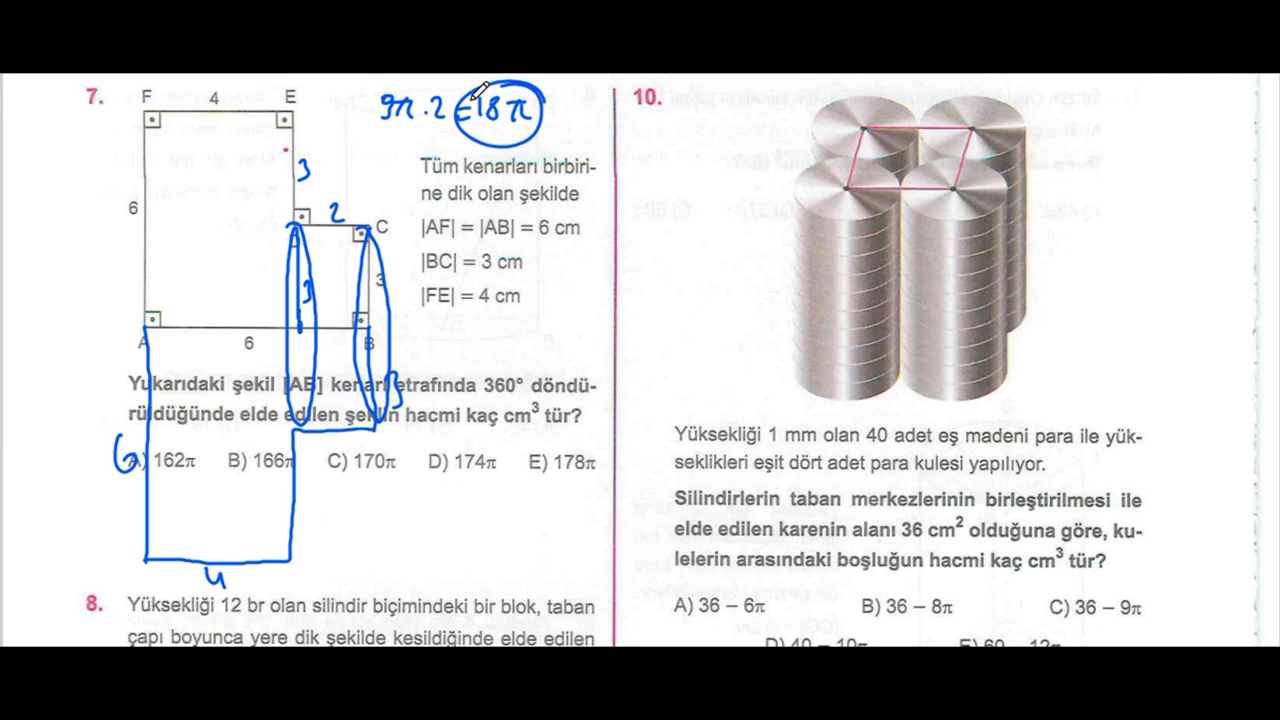 7.
F 4 E
9π.2 = 18π
3
6
2
C
3
3
A 6 B
Tüm kenarları birbiri-
ne dik olan şekilde
|AF| = |AB| = 6 cm
|BC| = 3 cm
|FE| = 4 cm
Yukarıdaki şekil [AB] kenarı etrafında 360° döndü-
rüldüğünde elde edilen şeklin hacmi kaç cm³ tür?
3
6
A) 162π B) 166π C) 170π D) 174π E) 178π
4
8. Yüksekliği 12 br olan silindir biçimindeki bir blok, taban
çapı boyunca yere dik şekilde kesildiğinde elde edilen
10.
Yüksekliği 1 mm olan 40 adet eş madeni para ile yük-
seklikleri eşit dört adet para kulesi yapılıyor.
Silindirlerin taban merkezlerinin birleştirilmesi ile
elde edilen karenin alanı 36 cm² olduğuna göre, ku-
lelerin arasındaki boşluğun hacmi kaç cm³ tür?
A) 36 – 6π B) 36 – 8π C) 36 – 9π
D) 40 – 10π E) 60 – 12π